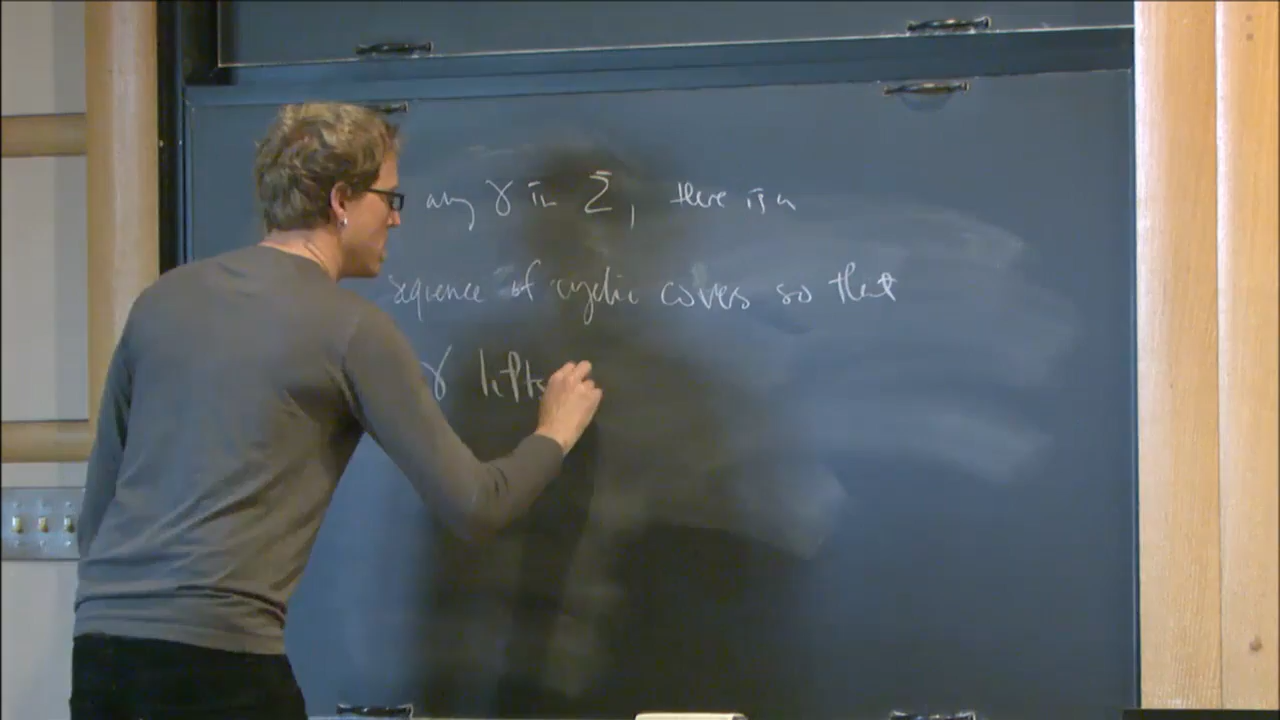 any γ in Σ, there is a
sequence of cyclic covers so that
γ lifts